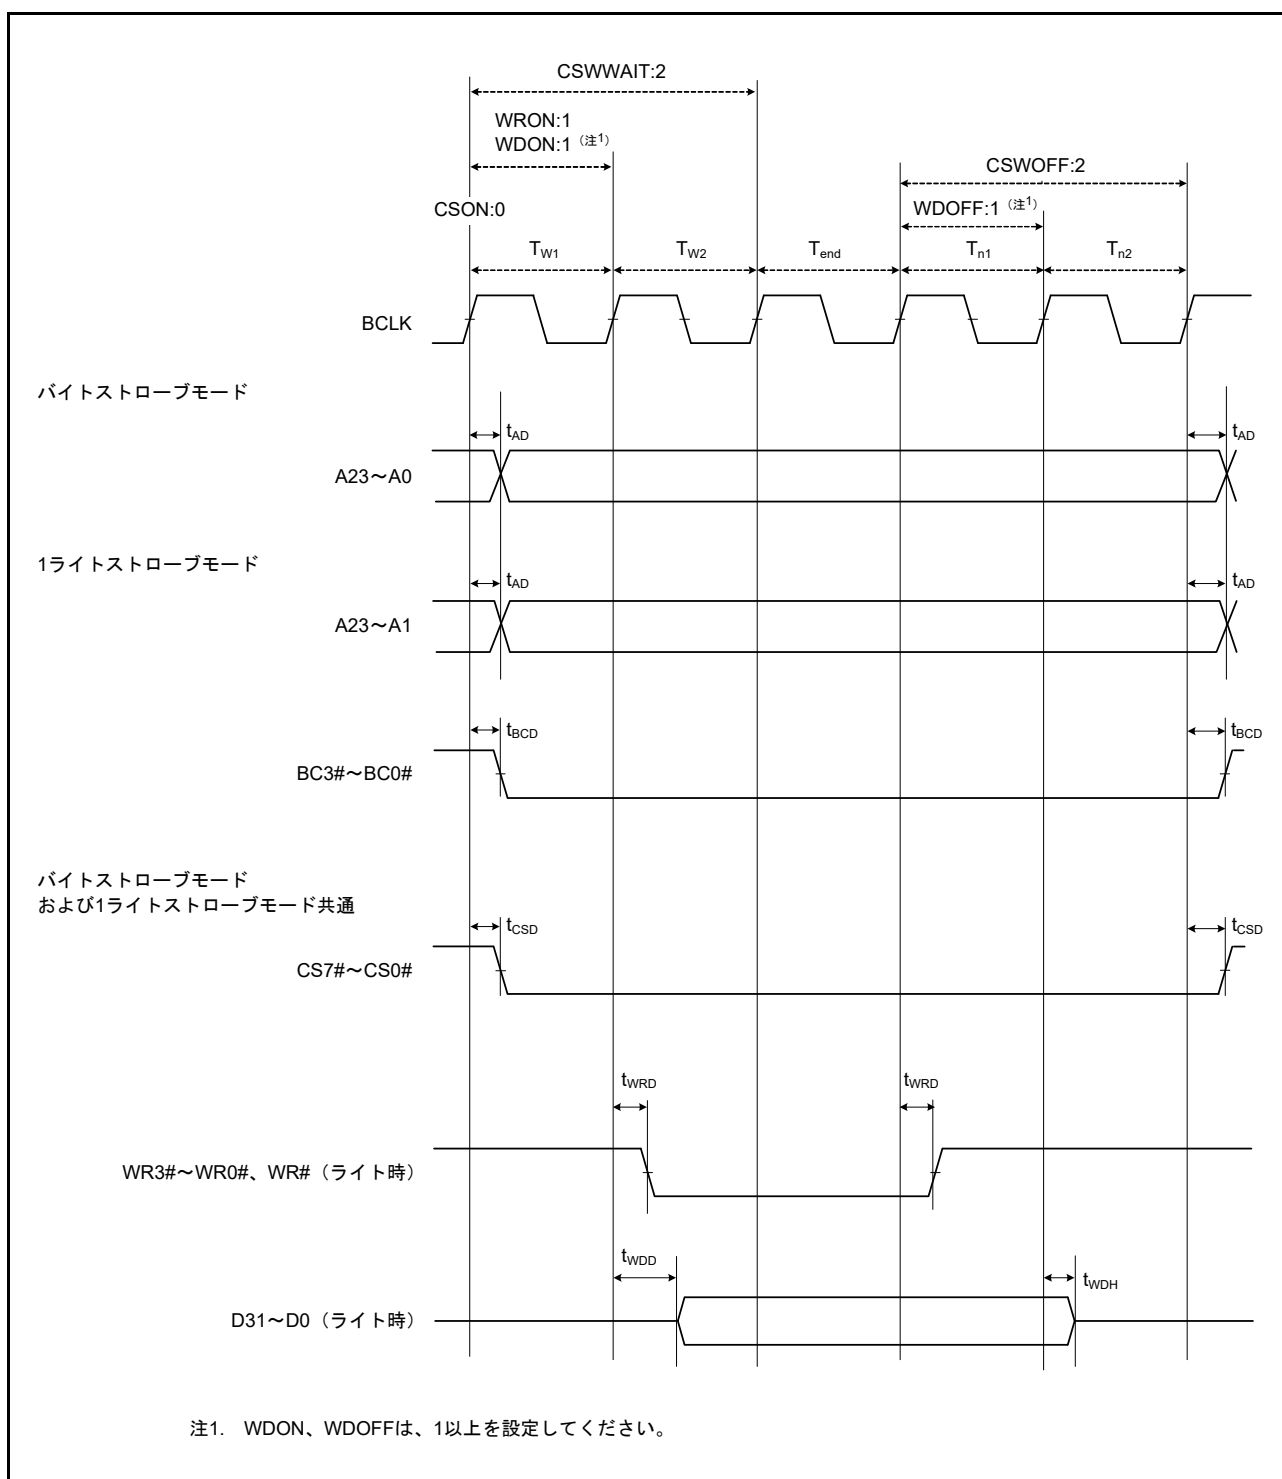 CSWWAIT:2
WRON:1
WDON:1（注1）
CSWOFF:2
CSON:0
WDOFF:1（注1）
TW1
TW2
Tend
Tn1
Tn2
BCLK
バイトストローブモード
tAD
tAD
A23～A0
1ライトストローブモード
tAD
tAD
A23～A1
tBCD
tBCD
BC3#～BC0#
バイトストローブモード
および1ライトストローブモード共通
tCSD
tCSD
CS7#～CS0#
tWRD
tWRD
WR3#～WR0#、WR#（ライト時）
tWDD
tWDH
D31～D0（ライト時）
注1. WDON、WDOFFは、1以上を設定してください。